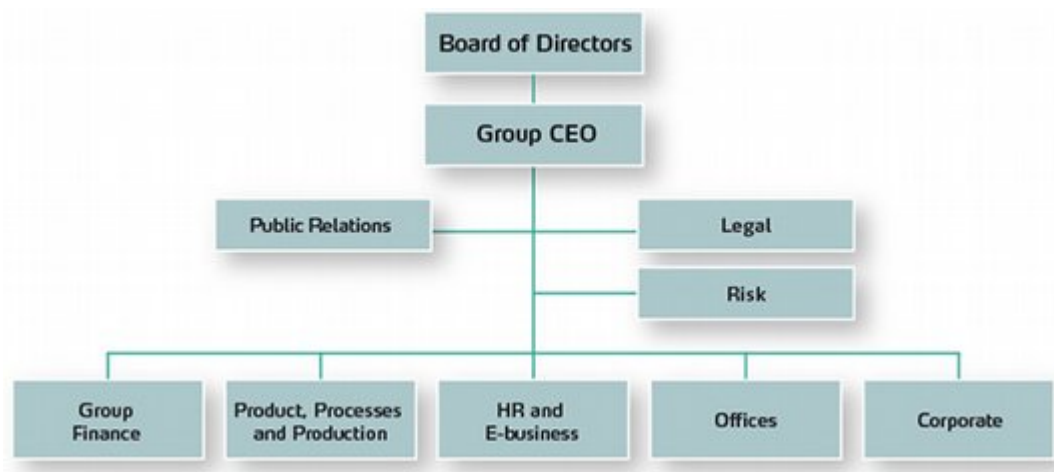 Board of Directors
Group CEO
Public Relations
Legal
Risk
Group
Finance
Product, Processes
and Production
HR and
E-business
Offices
Corporate